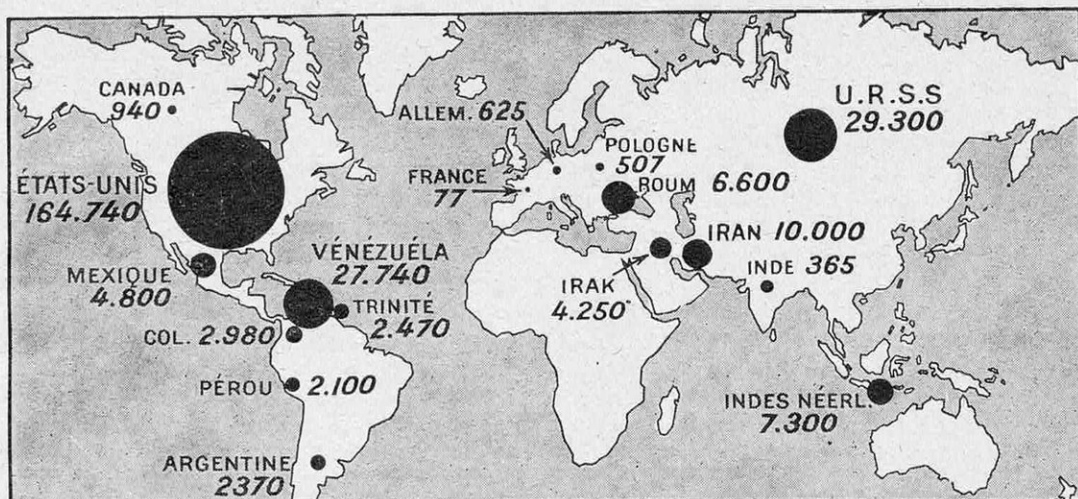 CANADA
940
ÉTATS-UNIS
164.740
MEXIQUE
4.800
VÉNÉZUÉLA
27.740
TRINITÉ
2.470
COL. 2.980
PÉROU 2.100
ARGENTINE
2370
ALLEM. 625
POLOGNE
507
FRANCE
77
ROUM 6.600
U.R.S.S
29.300
IRAN 10.000
IRAK
4.250
INDE 365
INDES NÉERL.
7.300